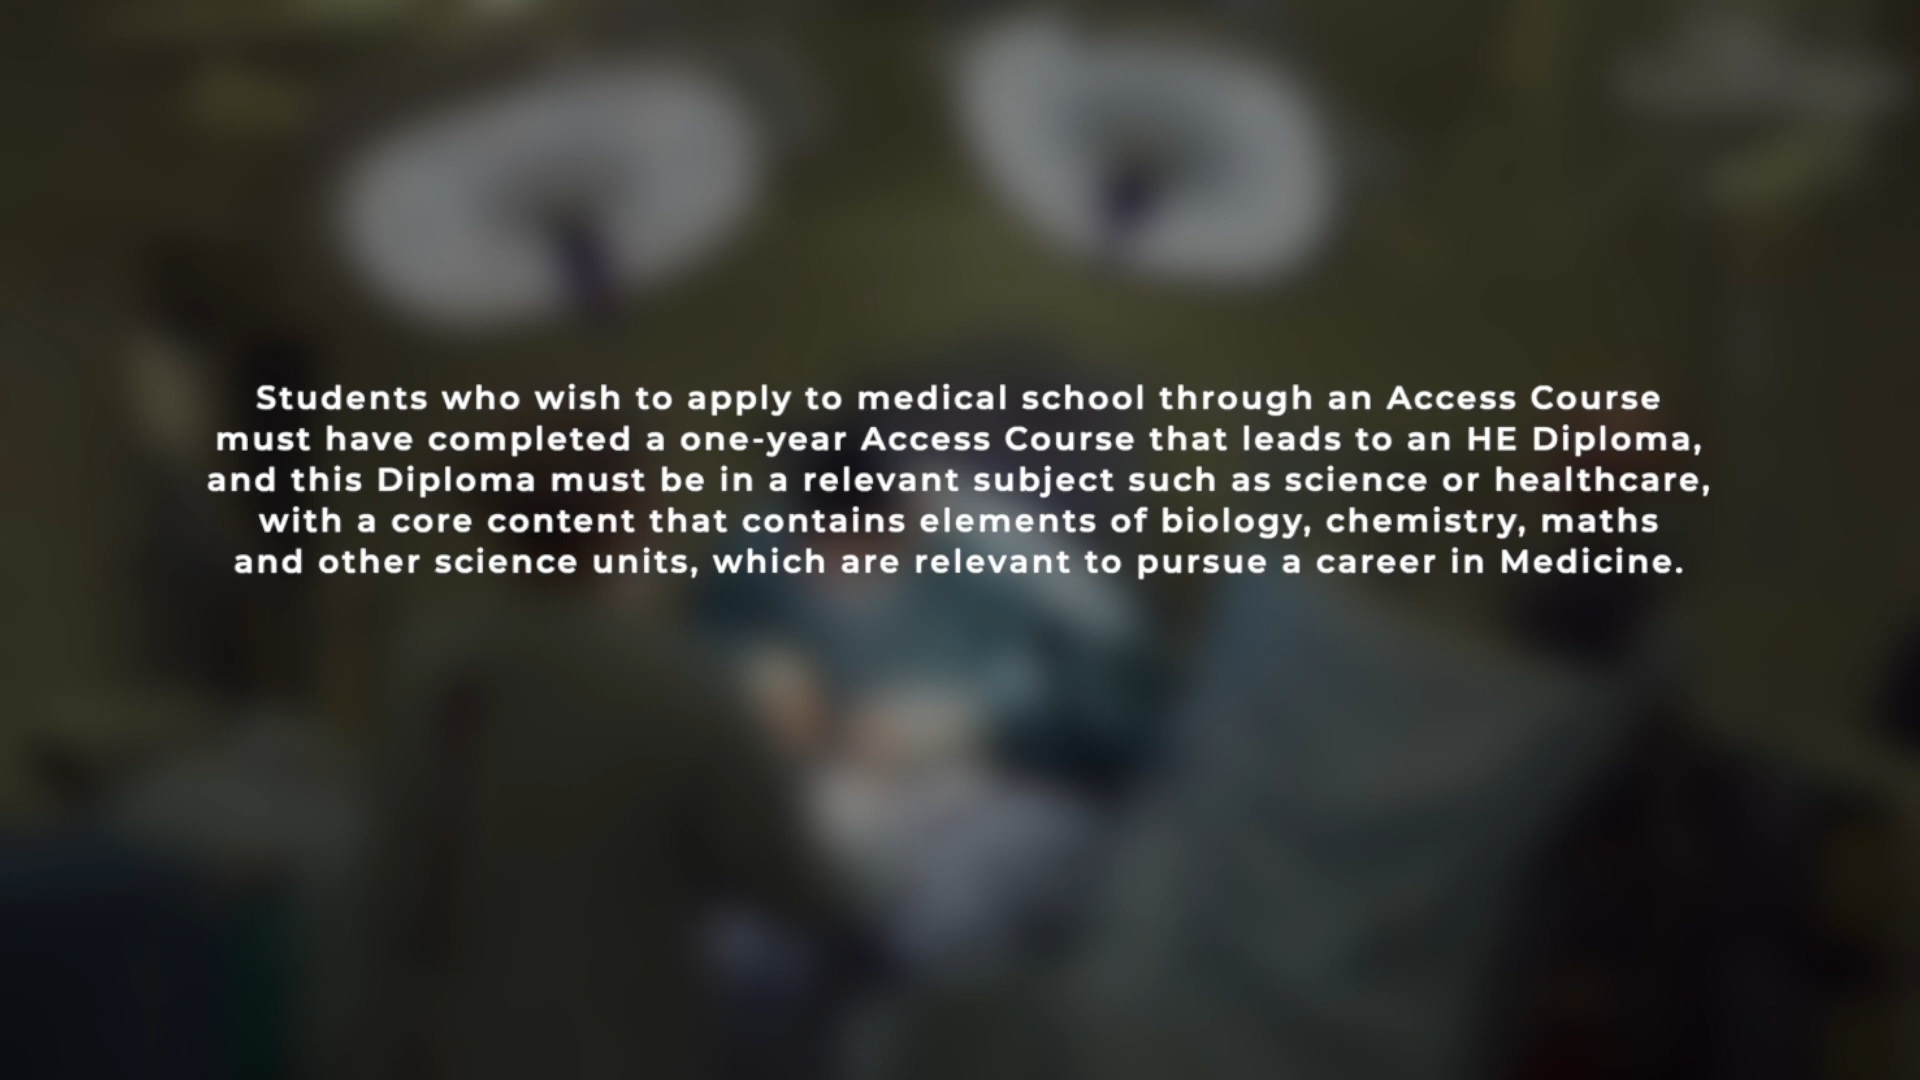 Students who wish to apply to medical school through an Access Course
must have completed a one-year Access Course that leads to an HE Diploma,
and this Diploma must be in a relevant subject such as science or healthcare,
with a core content that contains elements of biology, chemistry, maths
and other science units, which are relevant to pursue a career in Medicine.